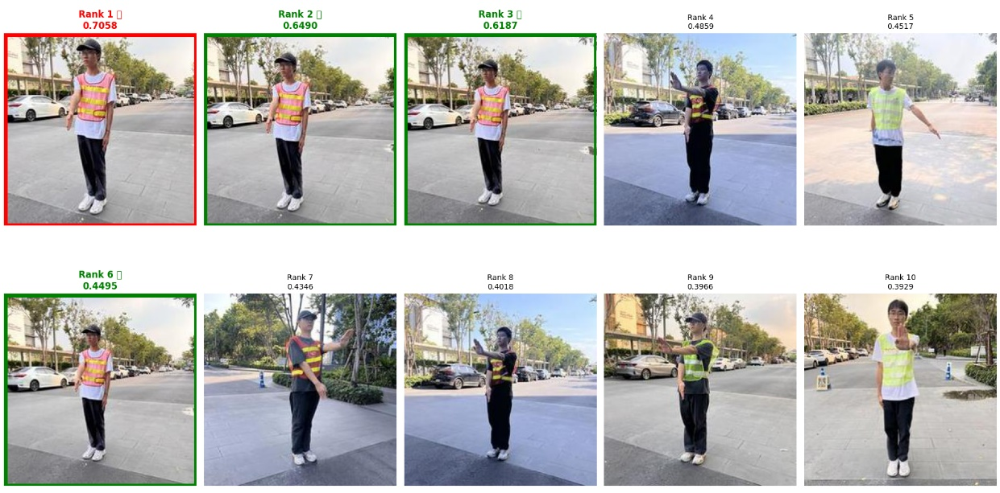 Rank 1 
0.7058
Rank 2 
0.6490
Rank 3 
0.6187
Rank 4
0.4859
Rank 5
0.4517
Rank 6 
0.4495
Rank 7
0.4346
Rank 8
0.4018
Rank 9
0.3966
Rank 10
0.3929